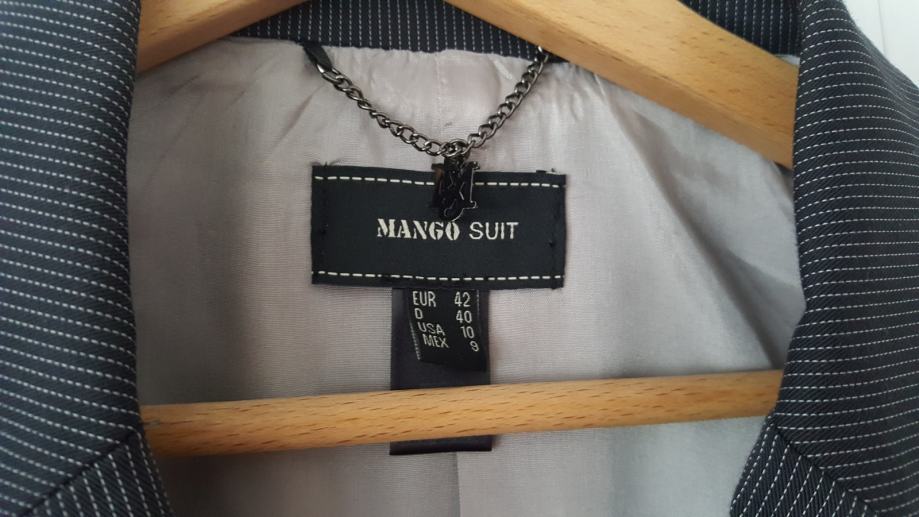 MANGO SUIT
EUR 42
D 40
USA 10
MEX 9